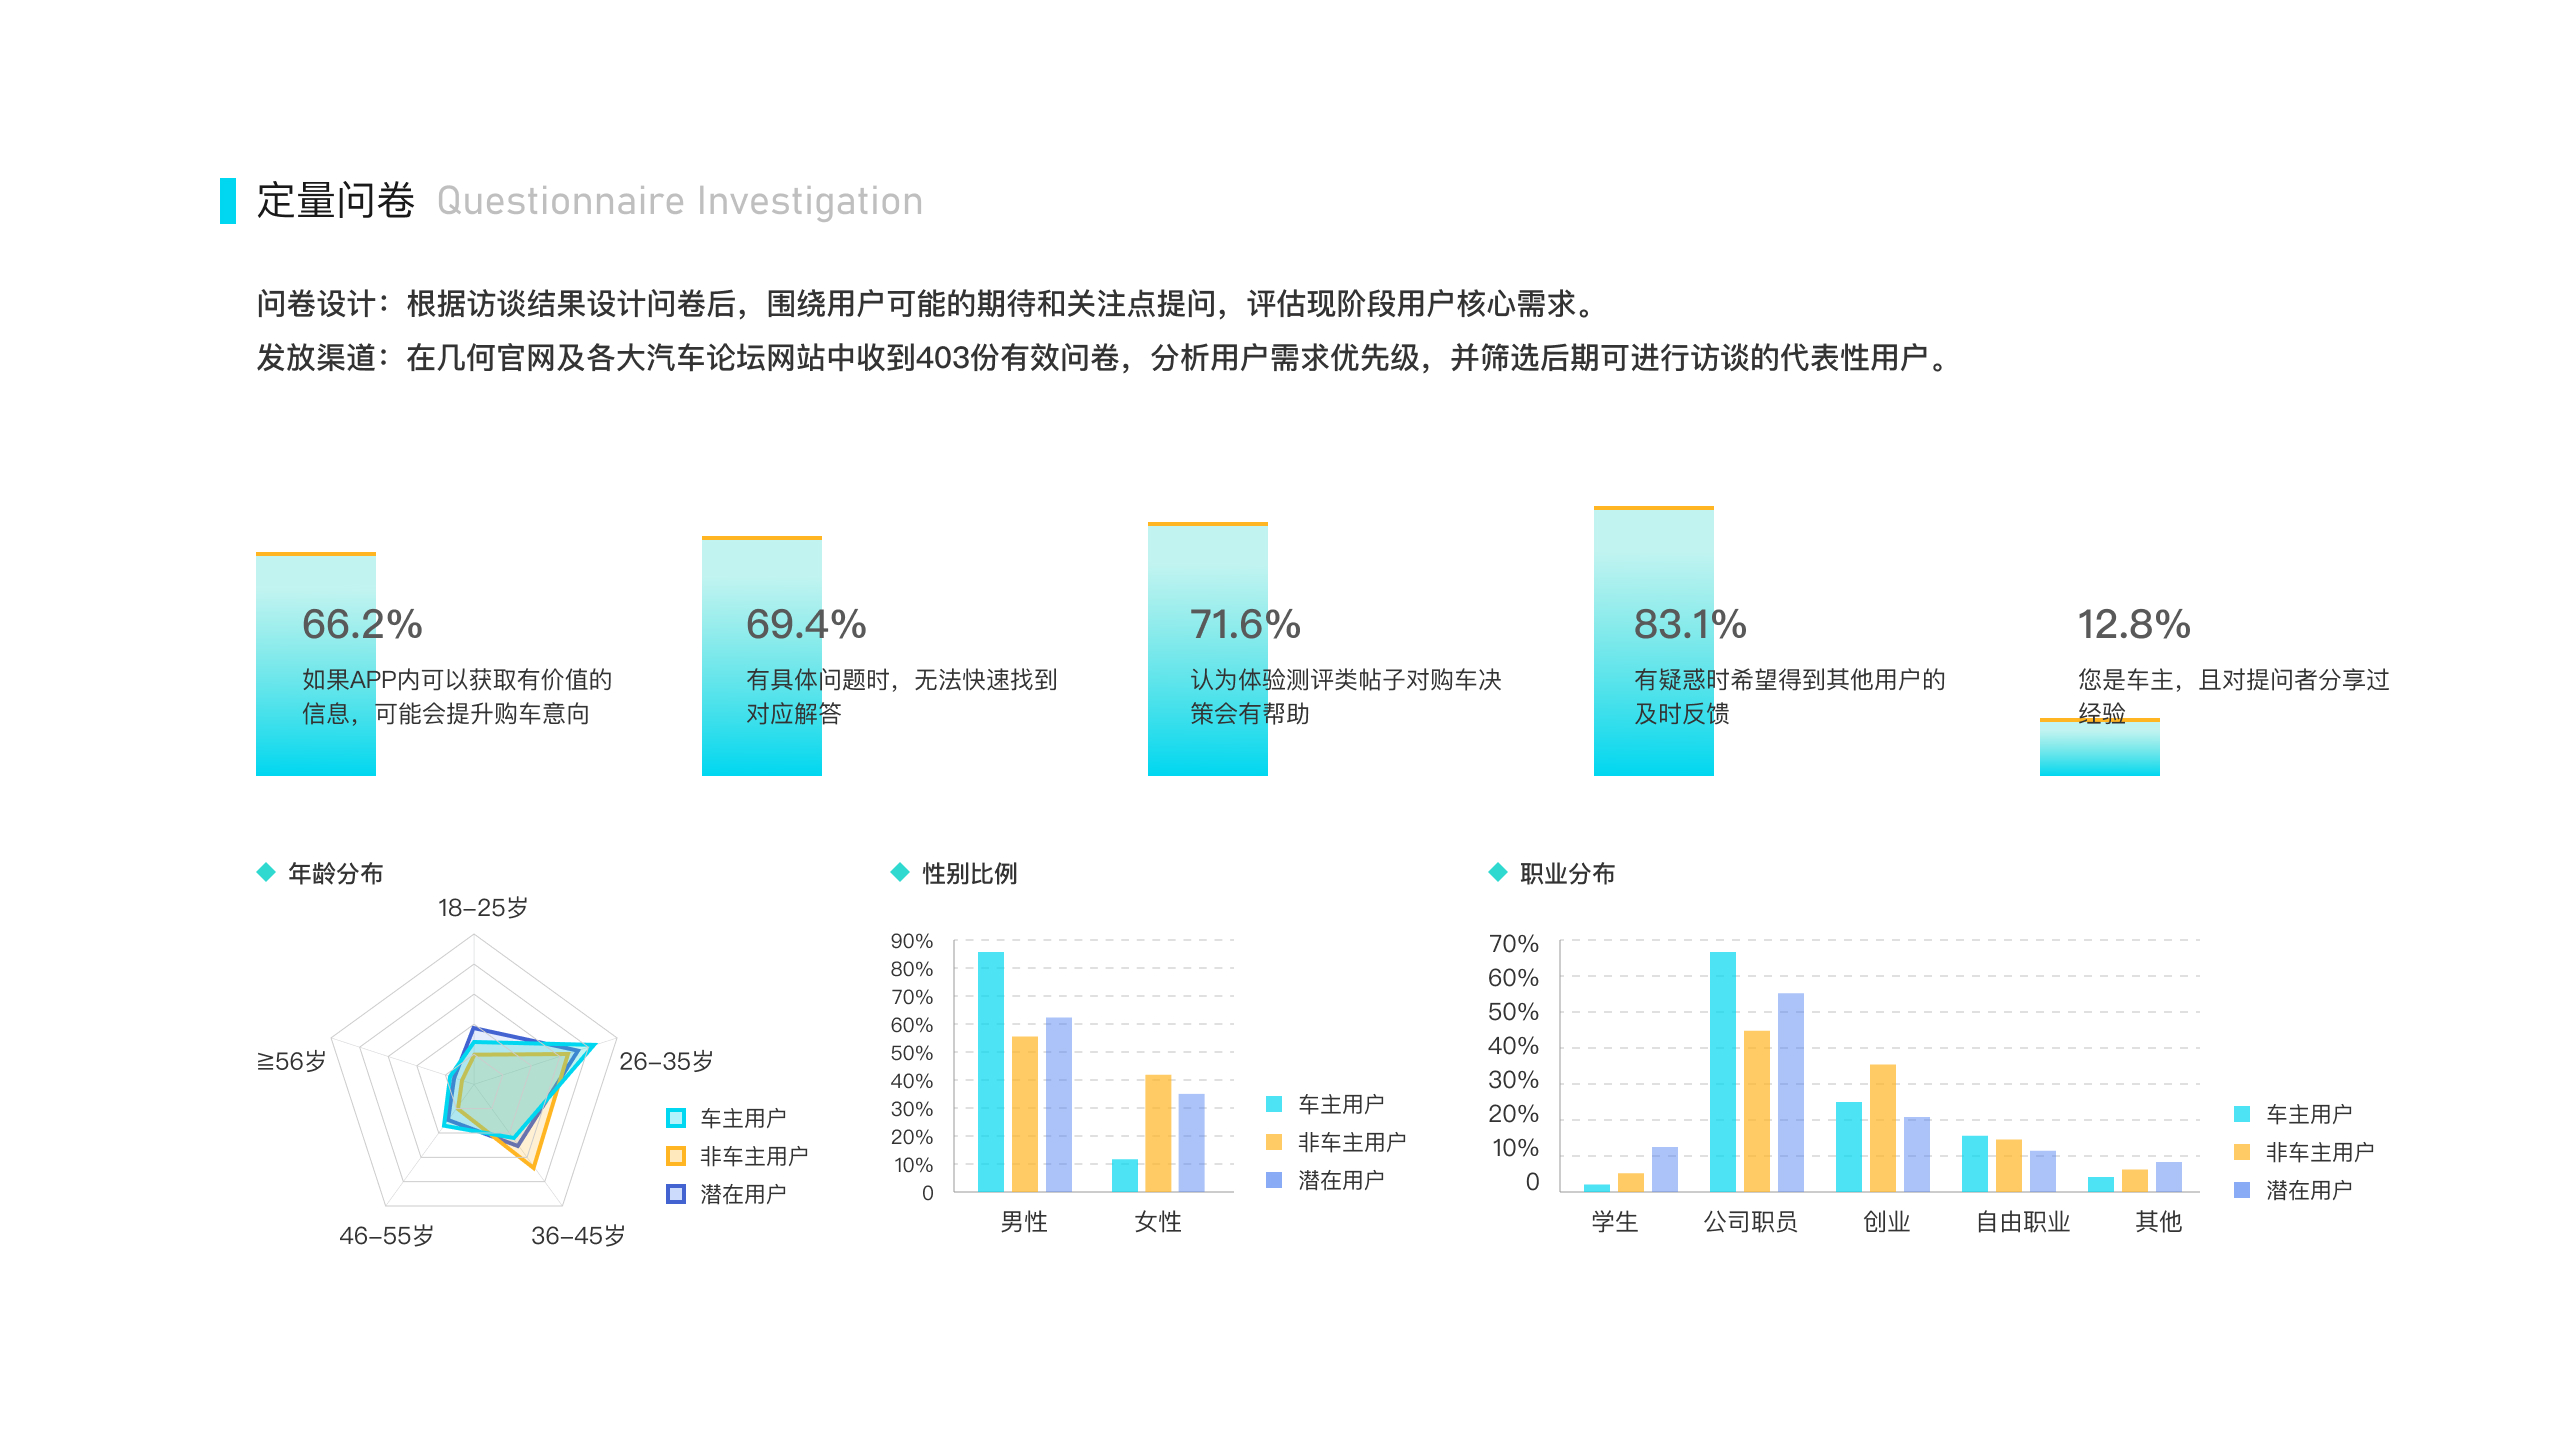 定量问卷 Questionnaire Investigation
问卷设计：根据访谈结果设计问卷后，围绕用户可能的期待和关注点提问，评估现阶段用户核心需求。
发放渠道：在几何官网及各大汽车论坛网站中收到403份有效问卷，分析用户需求优先级，并筛选后期可进行访谈的代表性用户。
66.2%
如果APP内可以获取有价值的
信息，可能会提升购车意向
69.4%
有具体问题时，无法快速找到
对应解答
71.6%
认为体验测评类帖子对购车决
策会有帮助
83.1%
有疑惑时希望得到其他用户的
及时反馈
12.8%
您是车主，且对提问者分享过
经验
年龄分布
18-25岁
≧56岁
26-35岁
46-55岁
36-45岁
车主用户
非车主用户
潜在用户
性别比例
90%
80%
70%
60%
50%
40%
30%
20%
10%
0
男性
女性
车主用户
非车主用户
潜在用户
职业分布
70%
60%
50%
40%
30%
20%
10%
0
学生
公司职员
创业
自由职业
其他
车主用户
非车主用户
潜在用户